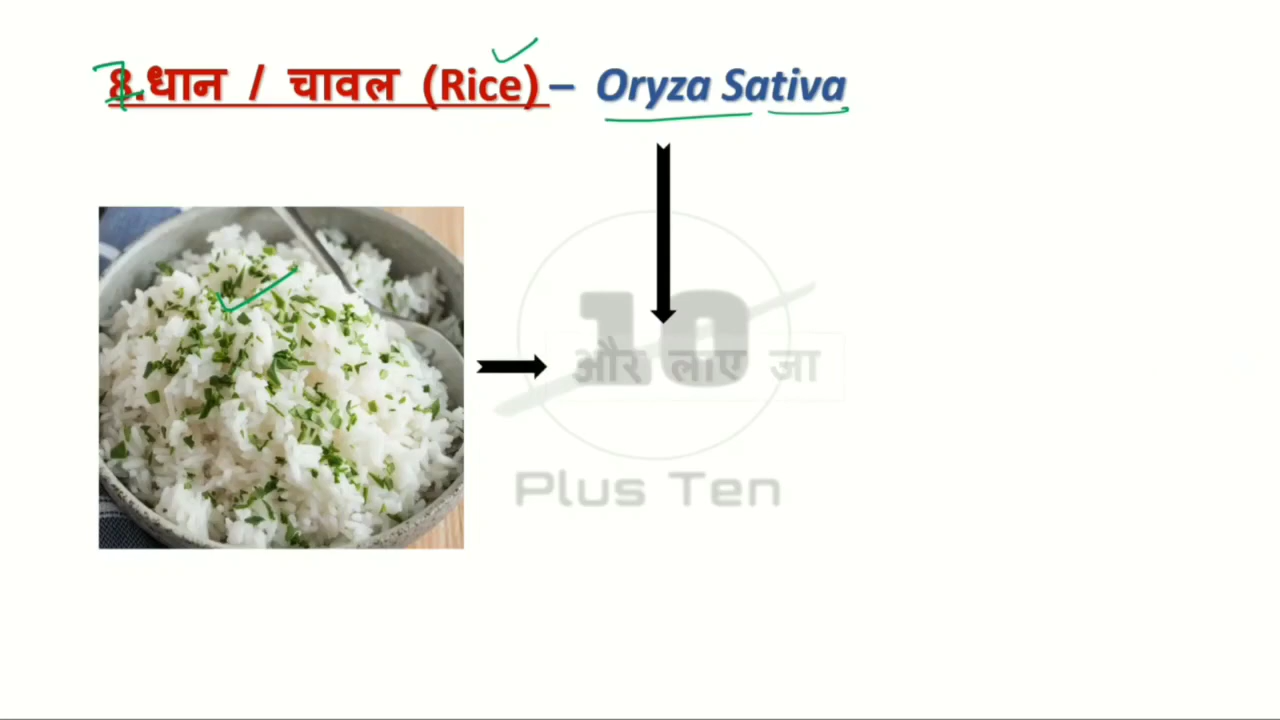 8.धान / चावल (Rice) – Oryza Sativa
और लाए जा
10
Plus Ten